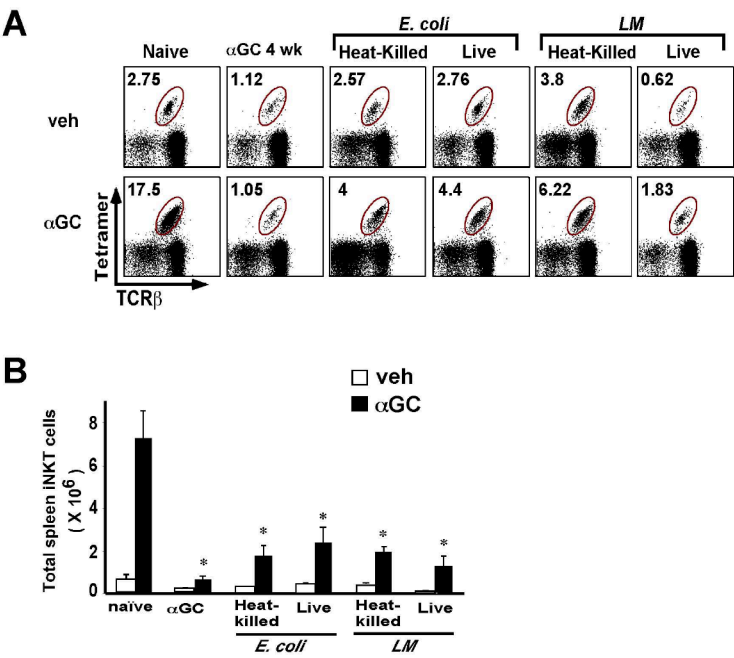 A
E. coli
LM
Naive
αGC 4 wk
Heat-Killed
Live
Heat-Killed
Live
veh
2.75
1.12
2.57
2.76
3.8
0.62
αGC
17.5
1.05
4
4.4
6.22
1.83
Tetramer
TCRβ
B
veh
αGC
Total spleen iNKT cells
( X 10⁶ )
8
6
4
2
0
*
*
*
*
*
naïve
αGC
Heat-
killed
Live
Heat-
killed
Live
E. coli
LM